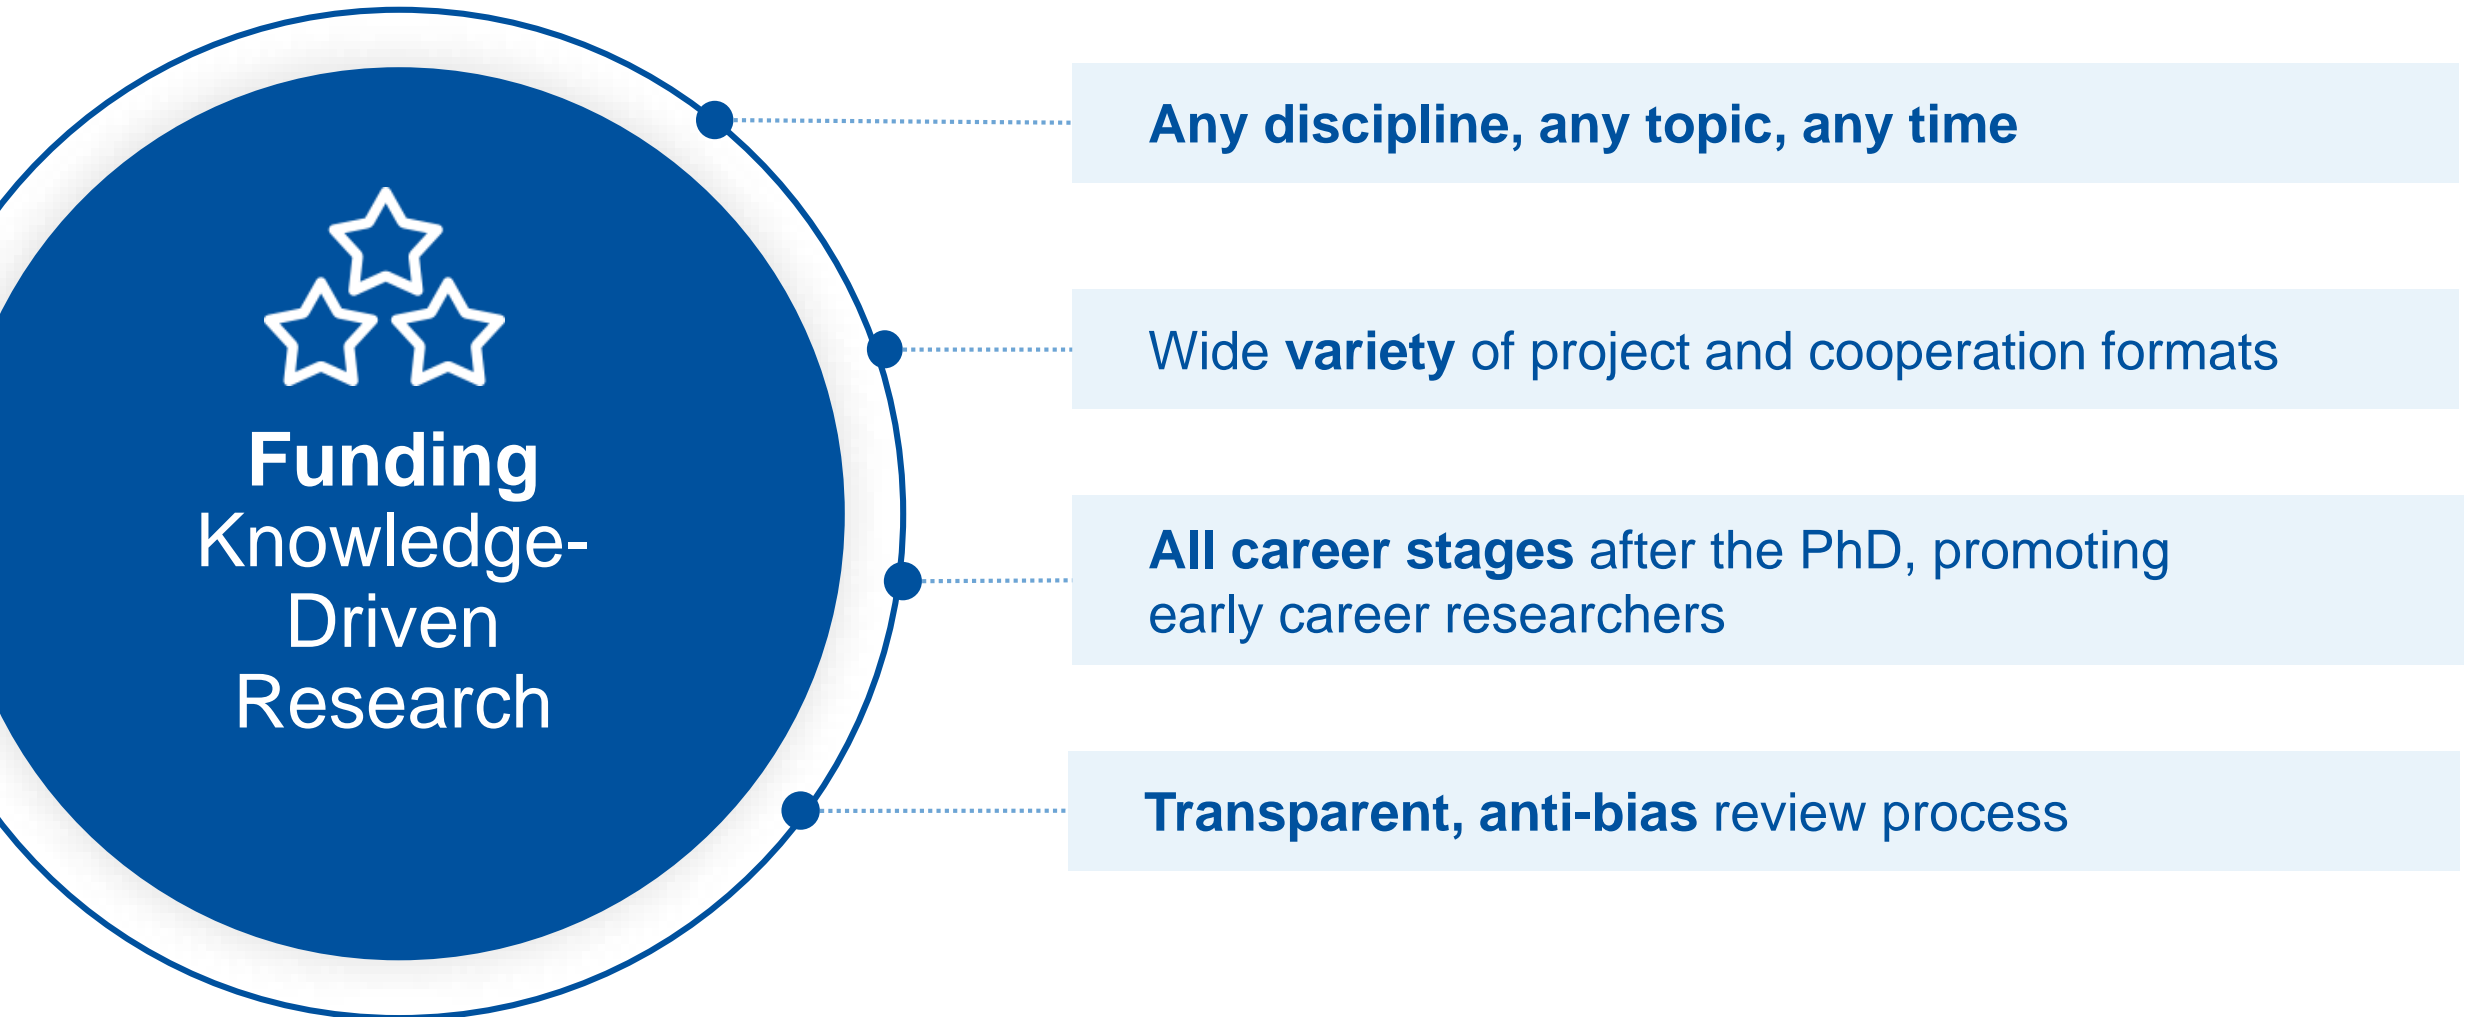 Funding
Knowledge-
Driven
Research
Any discipline, any topic, any time
Wide variety of project and cooperation formats
All career stages after the PhD, promoting
early career researchers
Transparent, anti-bias review process